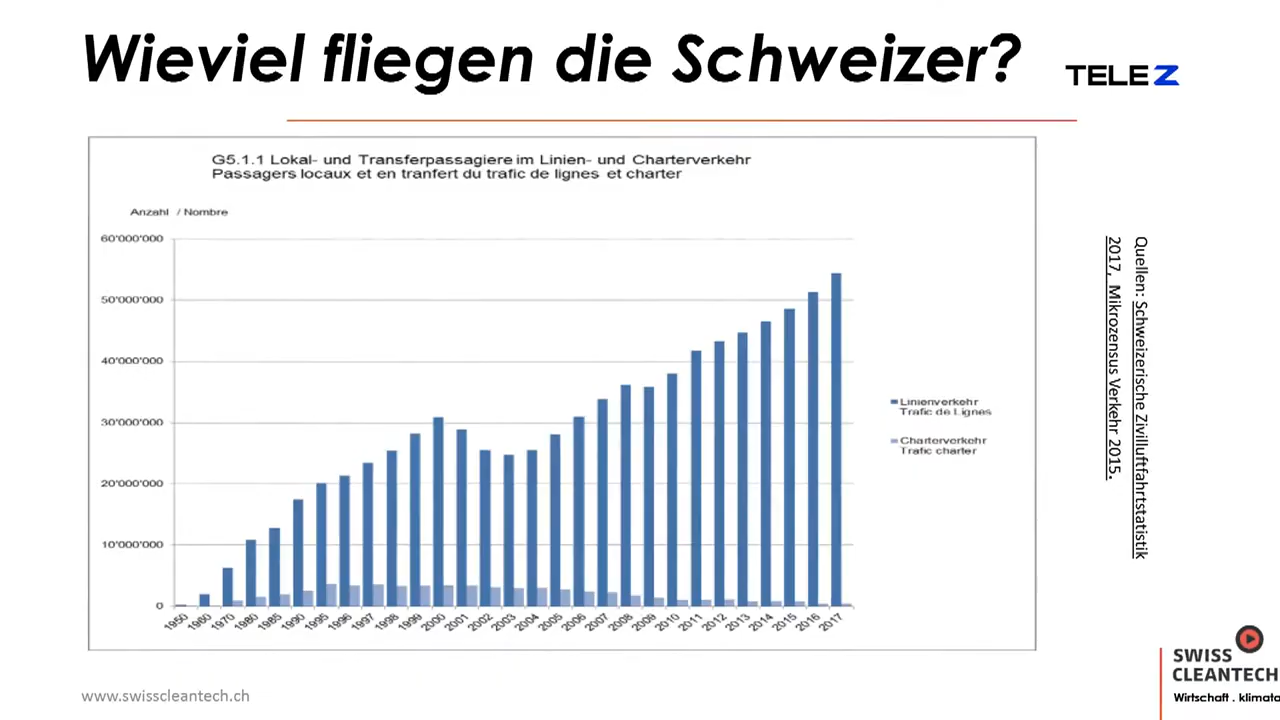 Wieviel fliegen die Schweizer?
TELE Z
G5.1.1 Lokal- und Transferpassagiere im Linien- und Charterverkehr
Passagers locaux et en tranfert du trafic de lignes et charter
Anzahl / Nombre
60'000'000
50'000'000
40'000'000
30'000'000
20'000'000
10'000'000
0
1950 1960 1970 1980 1985 1990 1995 1996 1997 1998 1999 2000 2001 2002 2003 2004 2005 2006 2007 2008 2009 2010 2011 2012 2013 2014 2015 2016 2017
Linienverkehr
Trafic de Lignes
Charterverkehr
Trafic charter
Quellen: Schweizerische Zivilluftfahrtstatistik
2017, Mikrozensus Verkehr 2015.
www.swisscleantech.ch
SWISS
CLEANTECH
Wirtschaft . klimata